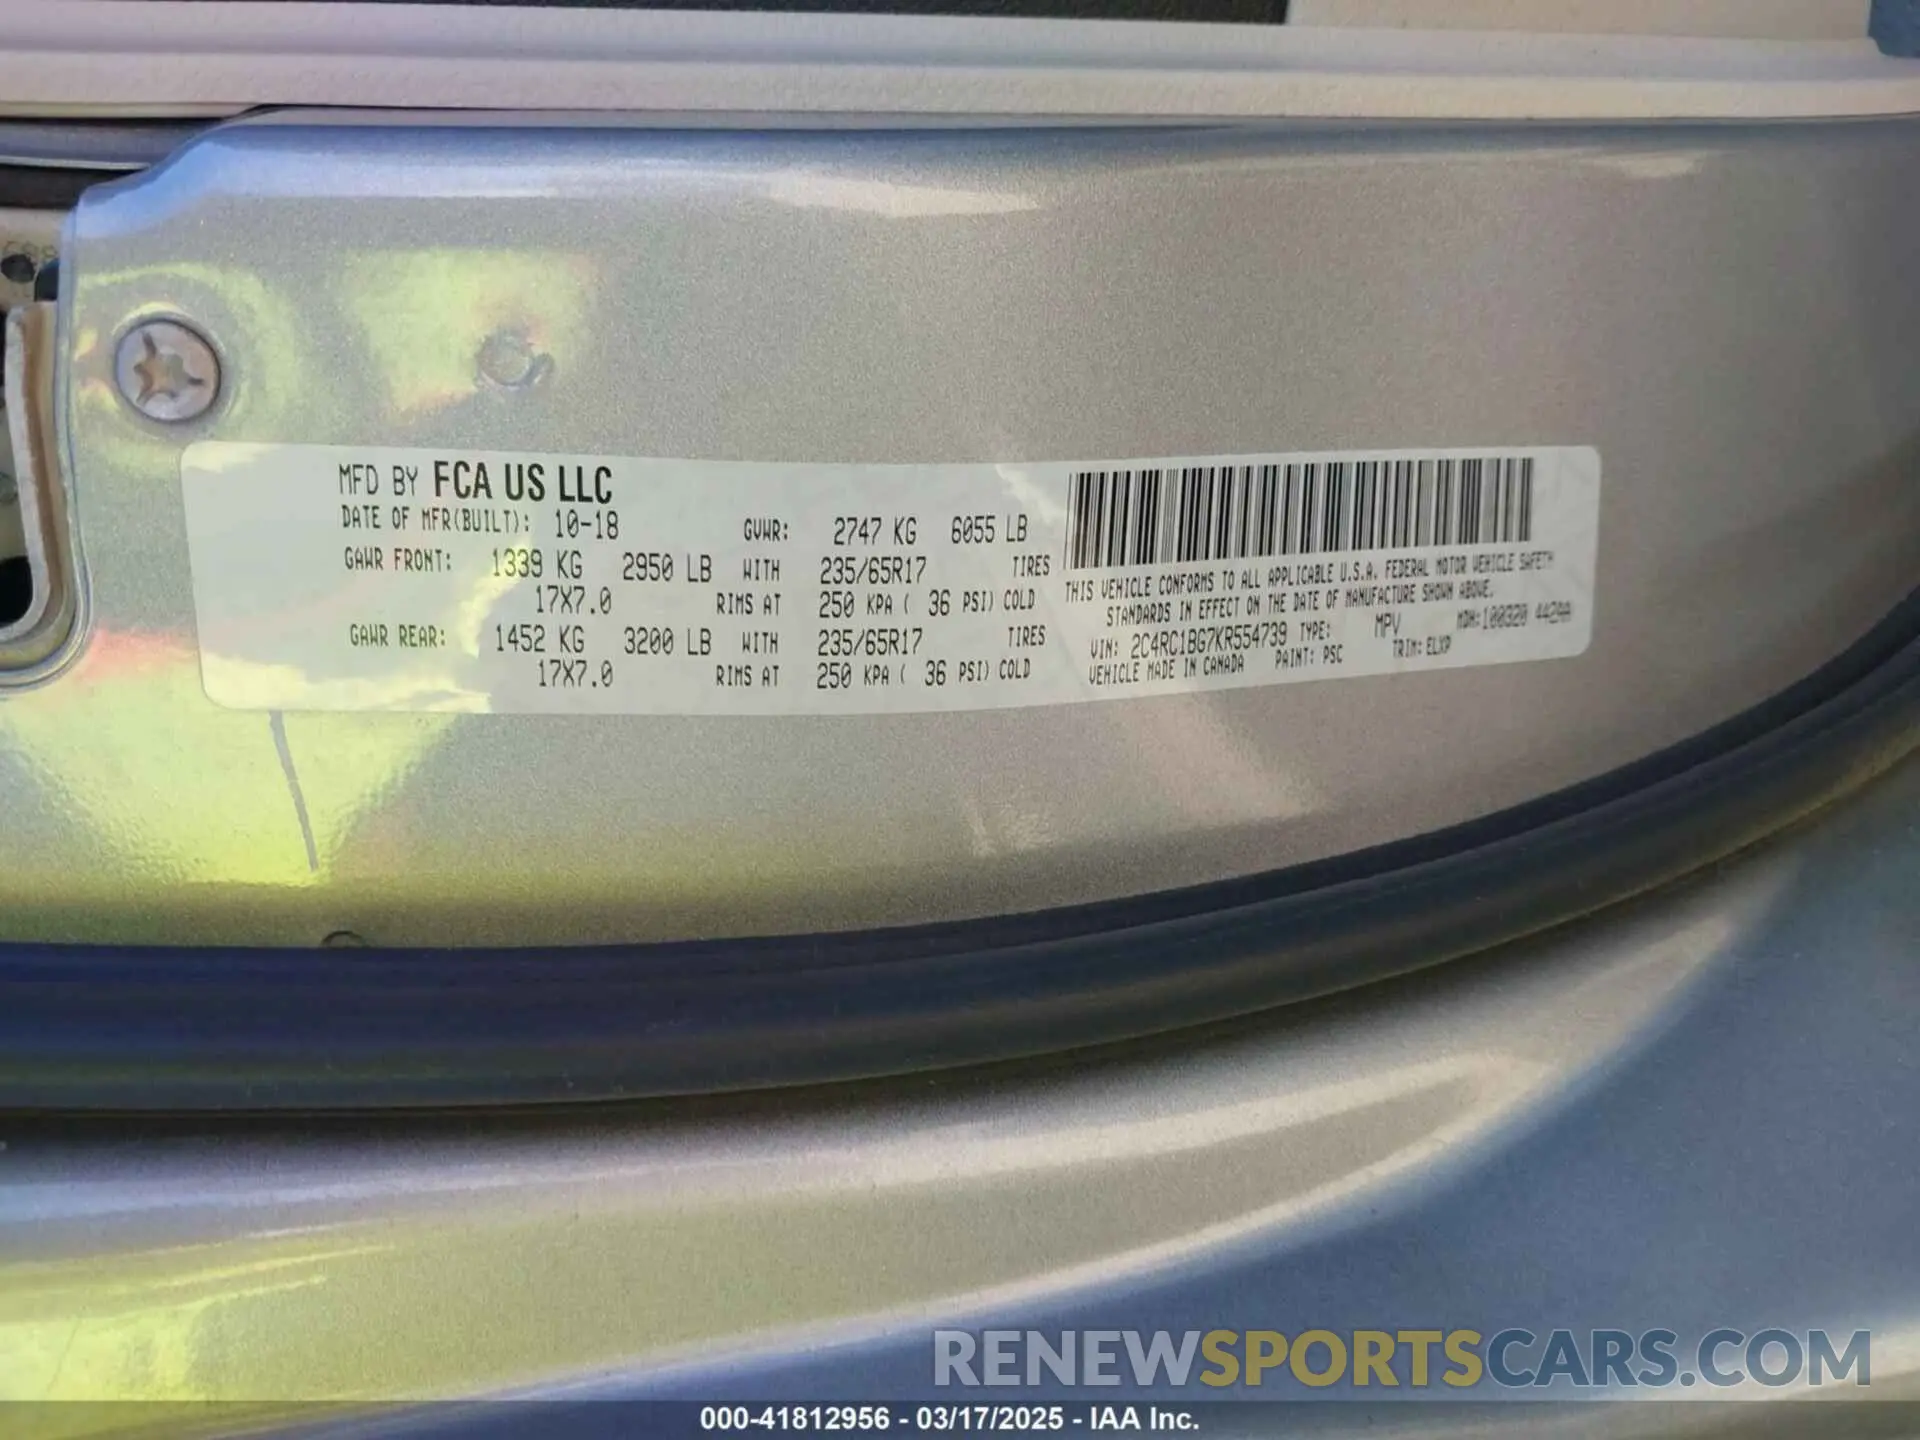 MFD BY FCA US LLC
DATE OF MFR(BUILT): 10-18 GVWR: 2747 KG 6055 LB
GAWR FRONT: 1339 KG 2950 LB WITH 235/65R17 TIRES
17X7.0 RIMS AT 250 KPA ( 36 PSI) COLD
GAWR REAR: 1452 KG 3200 LB WITH 235/65R17 TIRES
17X7.0 RIMS AT 250 KPA ( 36 PSI) COLD
THIS VEHICLE CONFORMS TO ALL APPLICABLE U.S.A. FEDERAL MOTOR VEHICLE SAFETY
STANDARDS IN EFFECT ON THE DATE OF MANUFACTURE SHOWN ABOVE.
VIN: 2C4RC1BG7KR554739 TYPE: MPV MDH:100320 442AA
VEHICLE MADE IN CANADA PAINT: PSC TRIM: ELXP
RENEWSPORTSCARS.COM
000-41812956 - 03/17/2025 - IAA Inc.